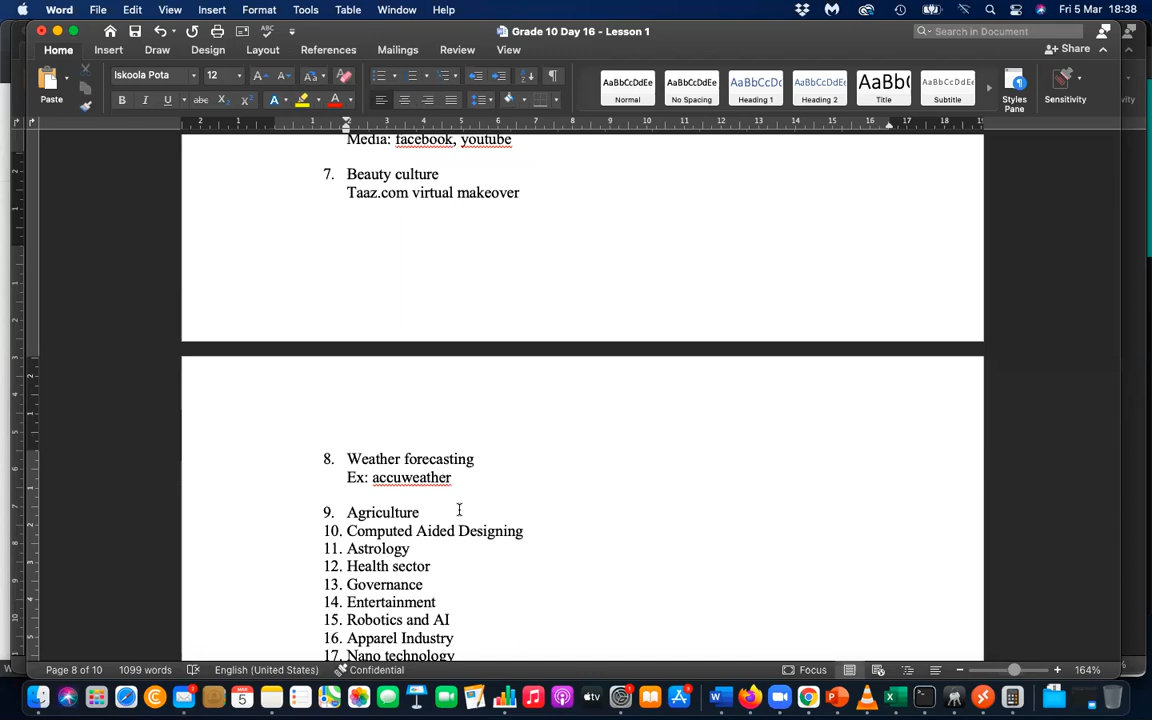 Word File Edit View Insert Format Tools Table Window Help Fri 5 Mar 18:38
Grade 10 Day 16 - Lesson 1
Search in Document
Home Insert Draw Design Layout References Mailings Review View
Share
Paste
Iskoola Pota 12
AaBbCcDdEe Normal
AaBbCcDdEe No Spacing
AaBbCcDc Heading 1
AaBbCcDdEe Heading 2
AaBb( Title
AaBbCcDdEe Subtitle
Styles Pane
Sensitivity
Media: facebook, youtube
7. Beauty culture
Taaz.com virtual makeover
8. Weather forecasting
Ex: accuweather
9. Agriculture
10. Computed Aided Designing
11. Astrology
12. Health sector
13. Governance
14. Entertainment
15. Robotics and AI
16. Apparel Industry
17. Nano technology
Page 8 of 10 1099 words English (United States) Confidential Focus 164%